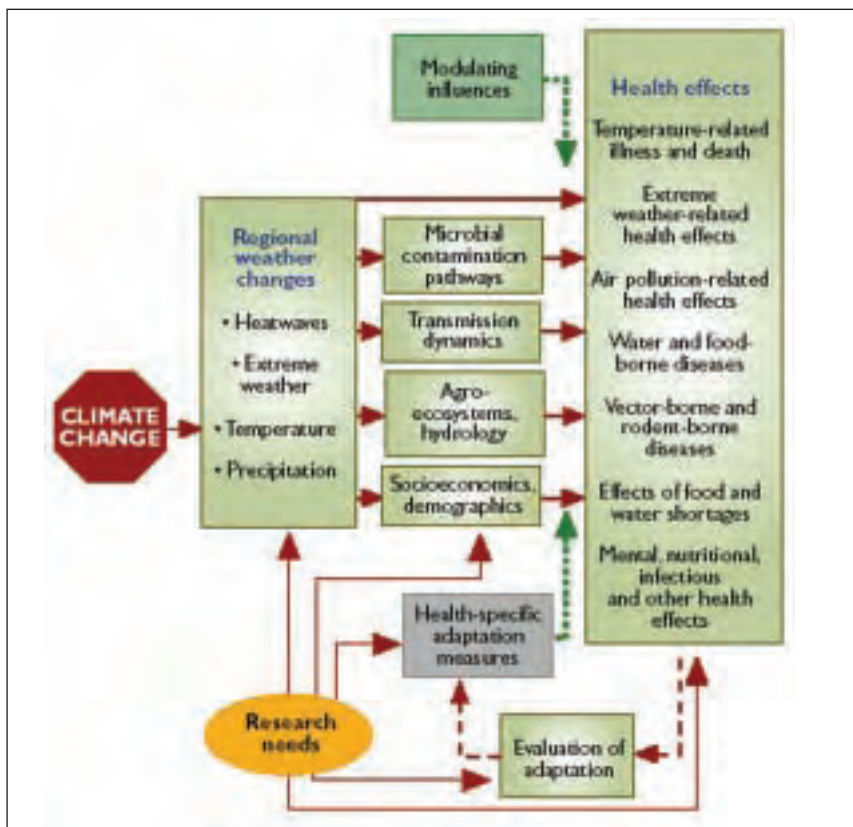 Modulating
influences
Health effects
Temperature-related
illness and death
Extreme
weather-related
health effects
Air pollution-related
health effects
Water and food-
borne diseases
Vector-borne and
rodent-borne
diseases
Effects of food and
water shortages
Mental, nutritional,
infectious
and other health
effects
Regional
weather
changes
• Heatwaves
• Extreme
weather
• Temperature
• Precipitation
Microbial
contamination
pathways
Transmission
dynamics
Agro-
ecosystems,
hydrology
Socioeconomics,
demographics
CLIMATE
CHANGE
Health-specific
adaptation
measures
Research
needs
Evaluation of
adaptation